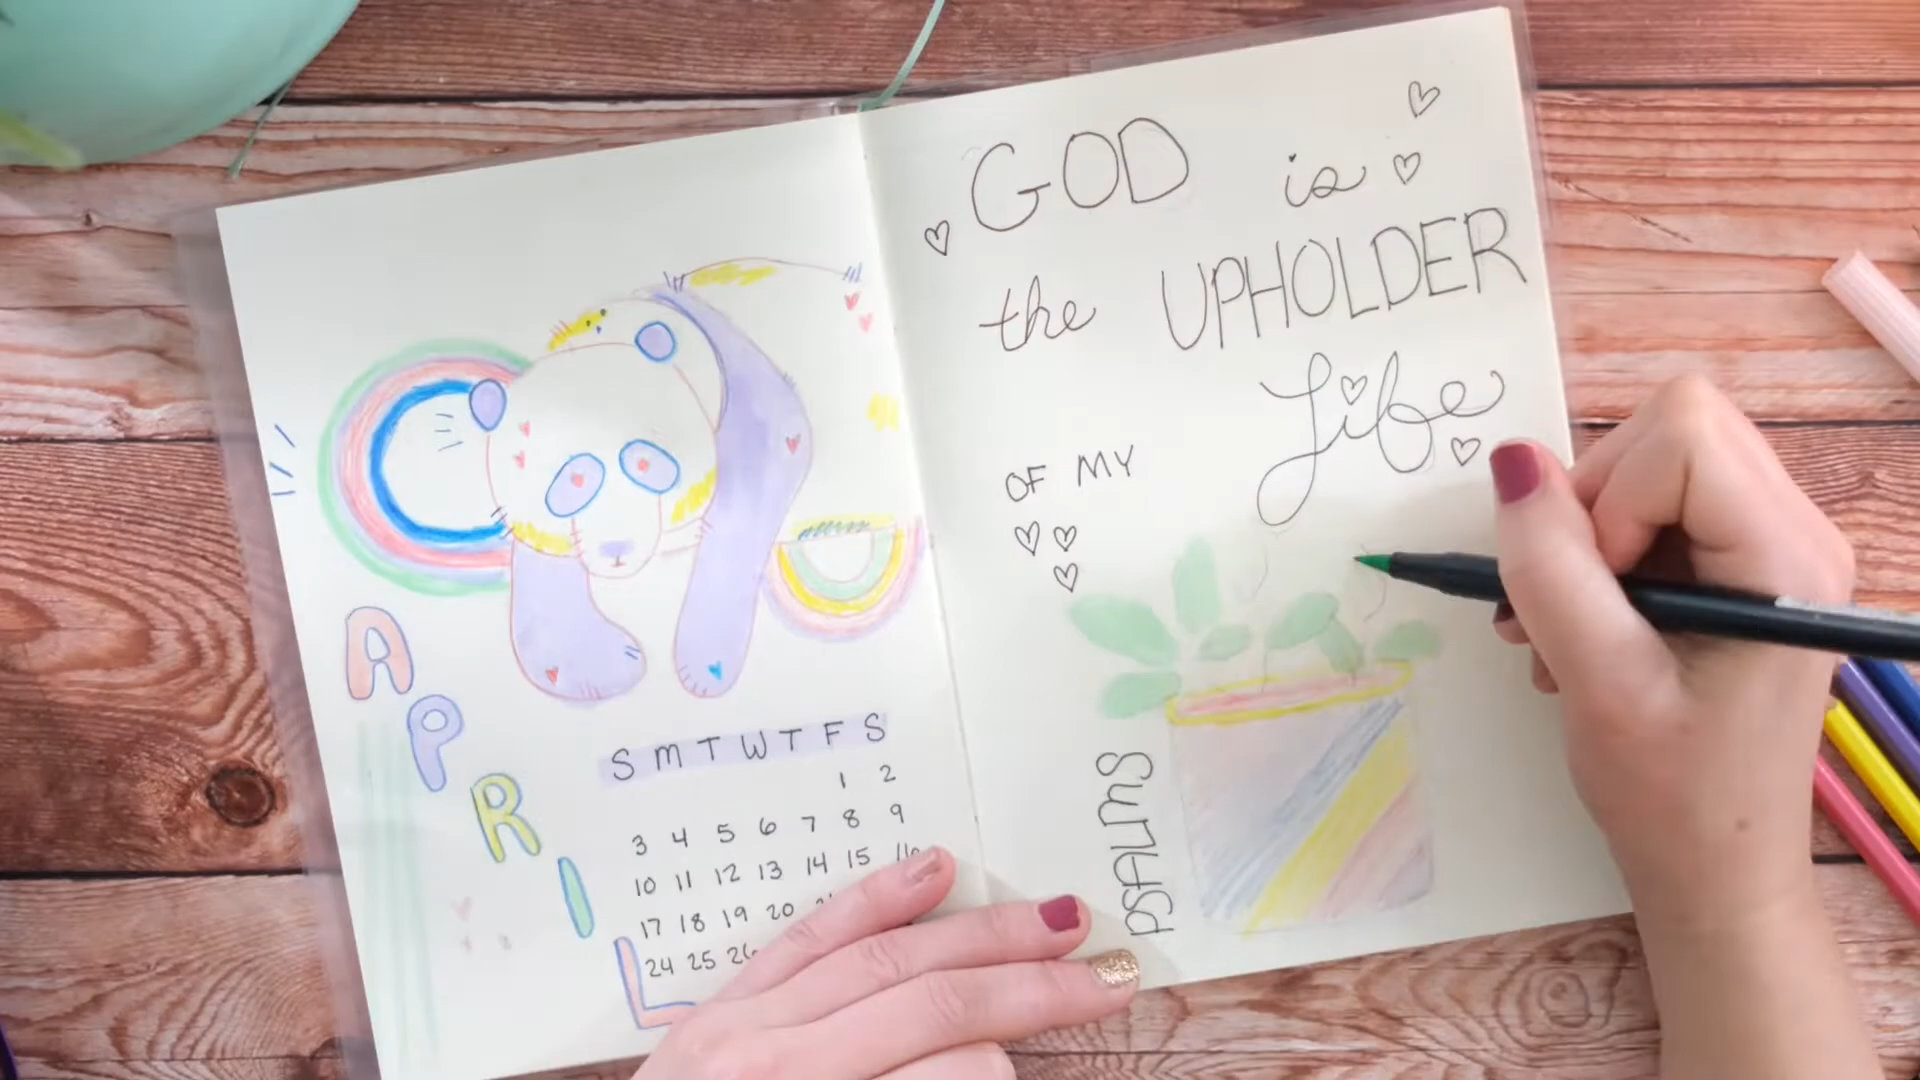 APRIL
S M T W T F S
1 2
3 4 5 6 7 8 9
10 11 12 13 14 15
17 18 19 20
24 25
GOD is
the UPHOLDER
OF MY Life
PSALMS